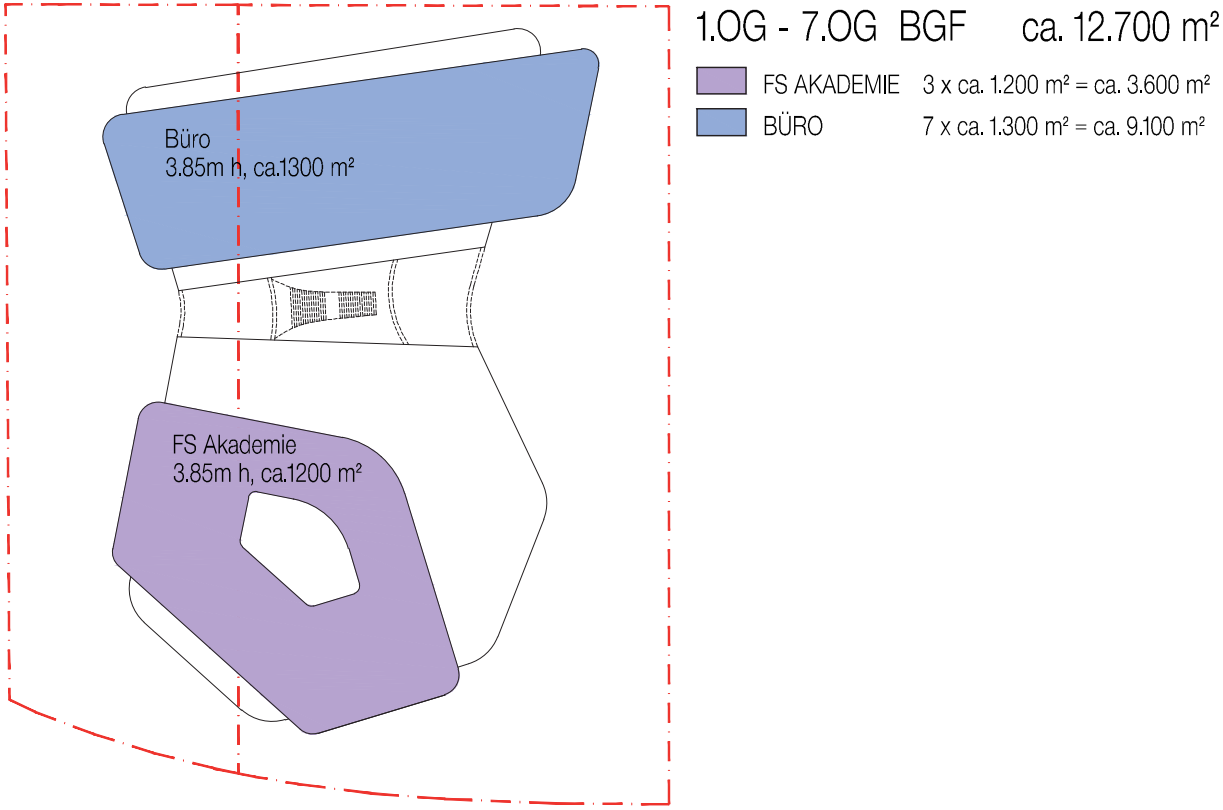 1.OG - 7.OG BGF ca. 12.700 m²
FS AKADEMIE 3 x ca. 1.200 m² = ca. 3.600 m²
BÜRO 7 x ca. 1.300 m² = ca. 9.100 m²
Büro
3.85m h, ca.1300 m²
FS Akademie
3.85m h, ca.1200 m²